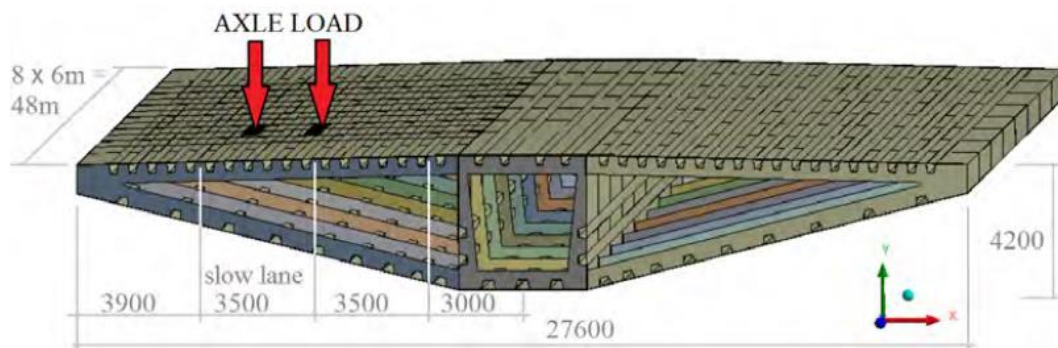 AXLE LOAD
8 x 6m =
48m
slow lane
3900
3500
3500
3000
27600
4200
Y
X